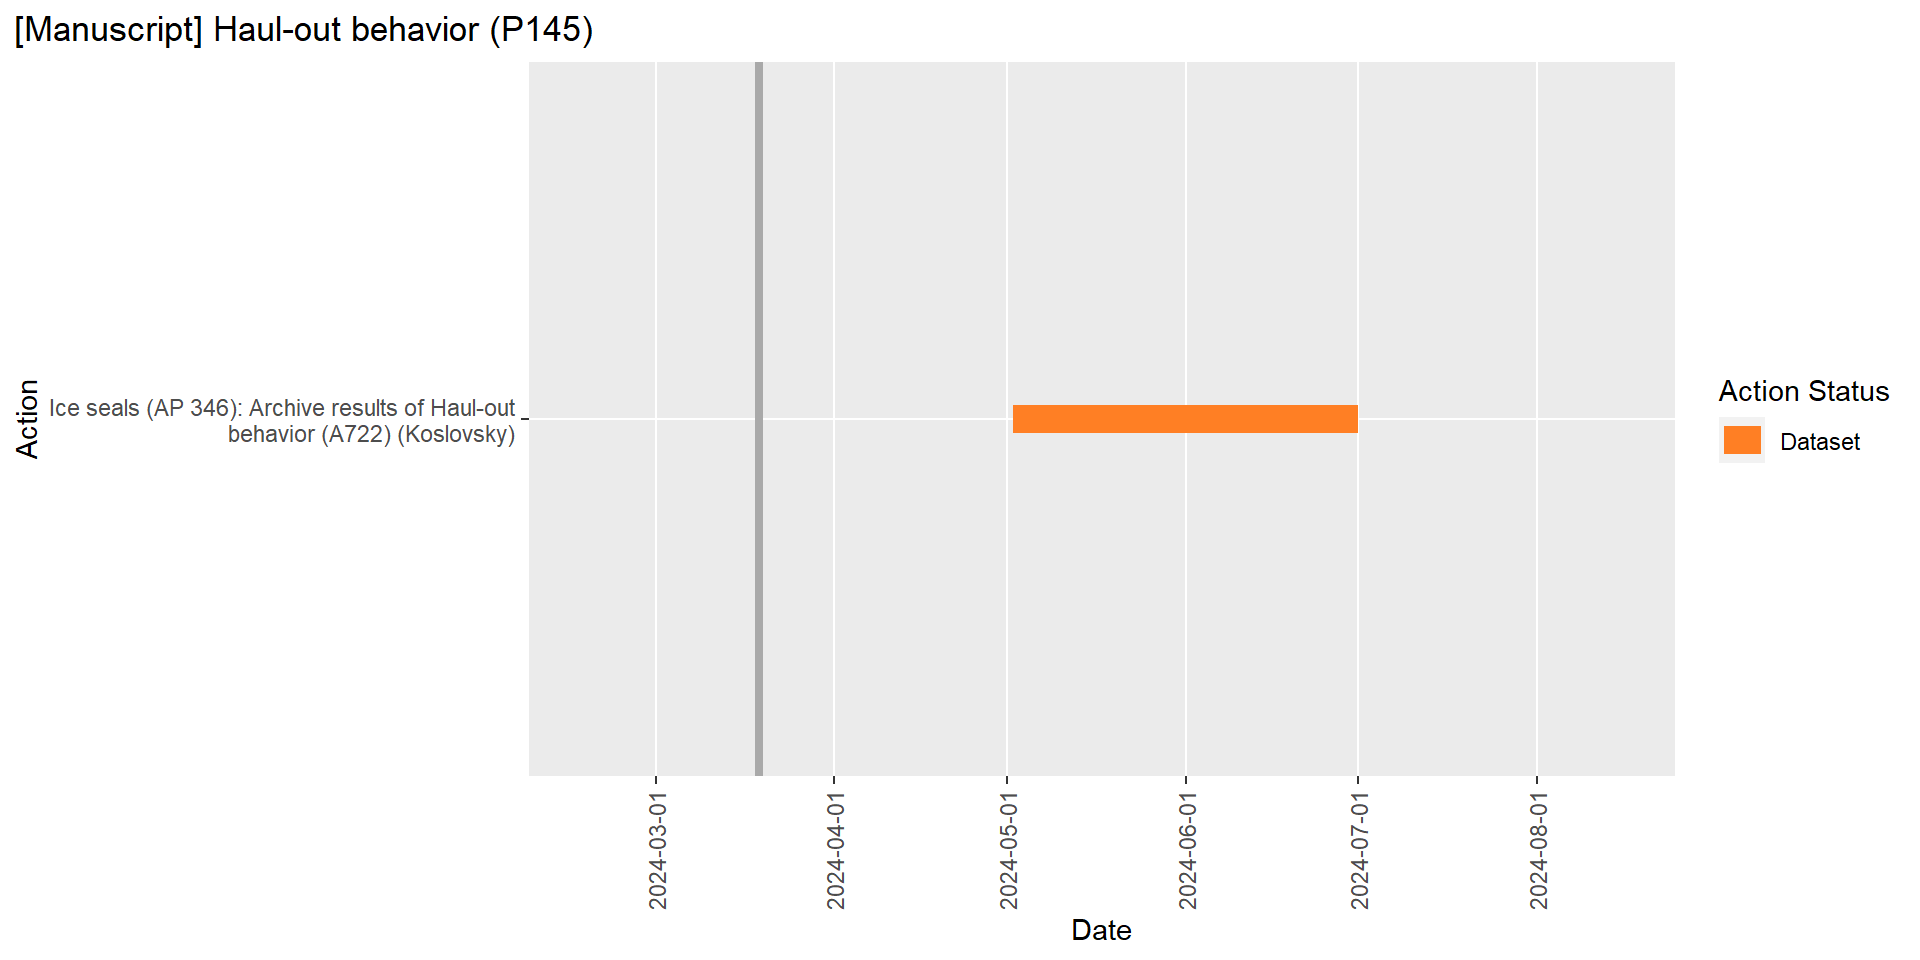 [Manuscript] Haul-out behavior (P145)
Action
Ice seals (AP 346): Archive results of Haul-out
behavior (A722) (Koslovsky)
Action Status
Dataset
2024-03-01
2024-04-01
2024-05-01
2024-06-01
2024-07-01
2024-08-01
Date